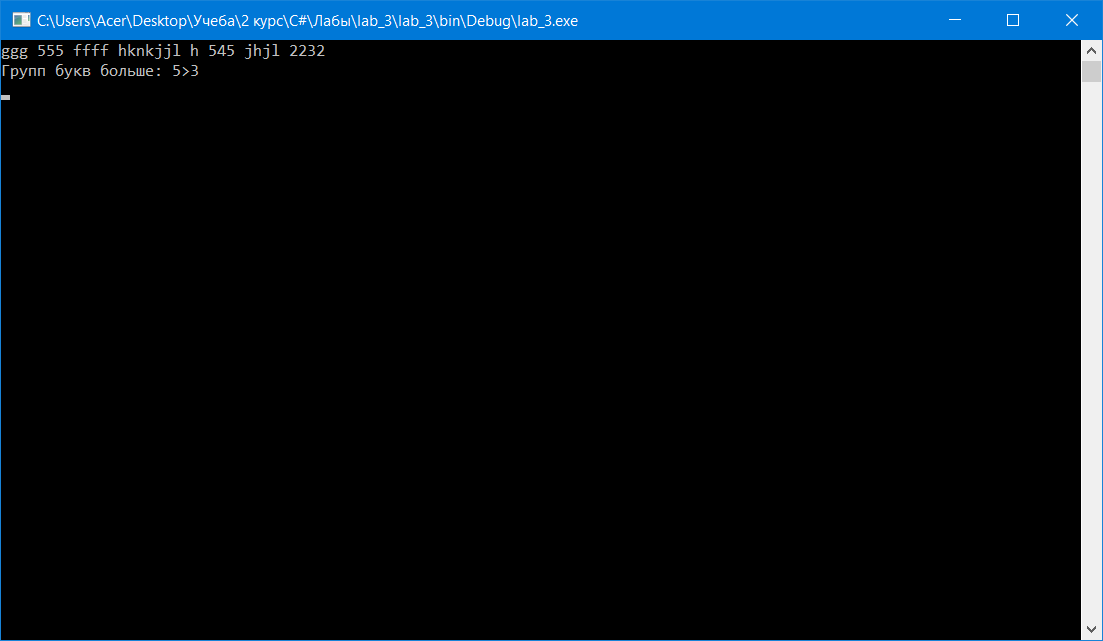 C:\Users\Acer\Desktop\Учеба\2 курс\C#\Лабы\lab_3\lab_3\bin\Debug\lab_3.exe
ggg 555 ffff hknkjjl h 545 jhjl 2232
Групп букв больше: 5>3